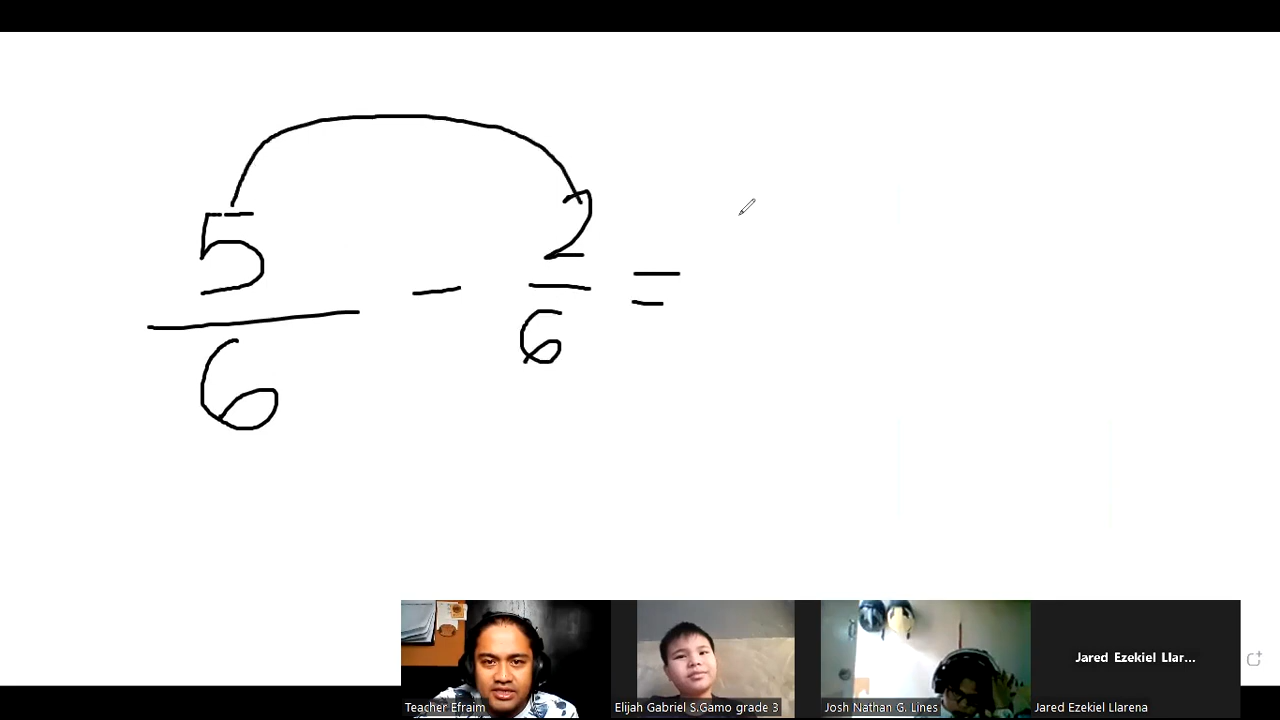 5/6 - 2/6 =
Jared Ezekiel Llar...
Teacher Efraim
Elijah Gabriel S.Gamo grade 3
Josh Nathan G. Lines
Jared Ezekiel Llarena